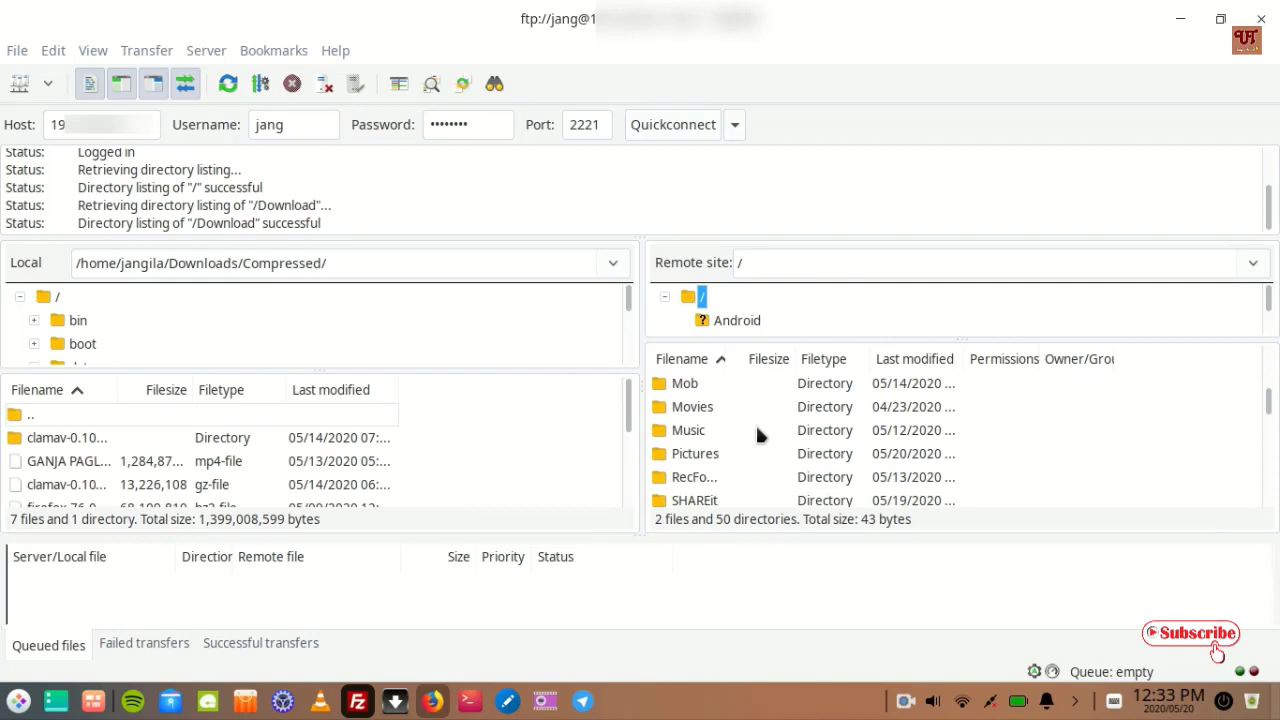 ftp://jang@1
File Edit View Transfer Server Bookmarks Help
Host: 19 Username: jang Password: •••••••• Port: 2221 Quickconnect
Status: Logged in
Status: Retrieving directory listing...
Status: Directory listing of "/" successful
Status: Retrieving directory listing of "/Download"...
Status: Directory listing of "/Download" successful
Local /home/jangila/Downloads/Compressed/
/
bin
boot
Filename Filesize Filetype Last modified
..
clamav-0.10... Directory 05/14/2020 07:...
GANJA PAGL... 1,284,87... mp4-file 05/13/2020 05:...
clamav-0.10... 13,226,108 gz-file 05/14/2020 06:...
7 files and 1 directory. Total size: 1,399,008,599 bytes
Remote site: /
/
Android
Filename Filesize Filetype Last modified Permissions Owner/Grou
Mob Directory 05/14/2020 ...
Movies Directory 04/23/2020 ...
Music Directory 05/12/2020 ...
Pictures Directory 05/20/2020 ...
RecFo... Directory 05/13/2020 ...
SHAREit Directory 05/19/2020 ...
2 files and 50 directories. Total size: 43 bytes
Server/Local file Direction Remote file Size Priority Status
Queued files Failed transfers Successful transfers
Subscribe
Queue: empty
12:33 PM
2020/05/20